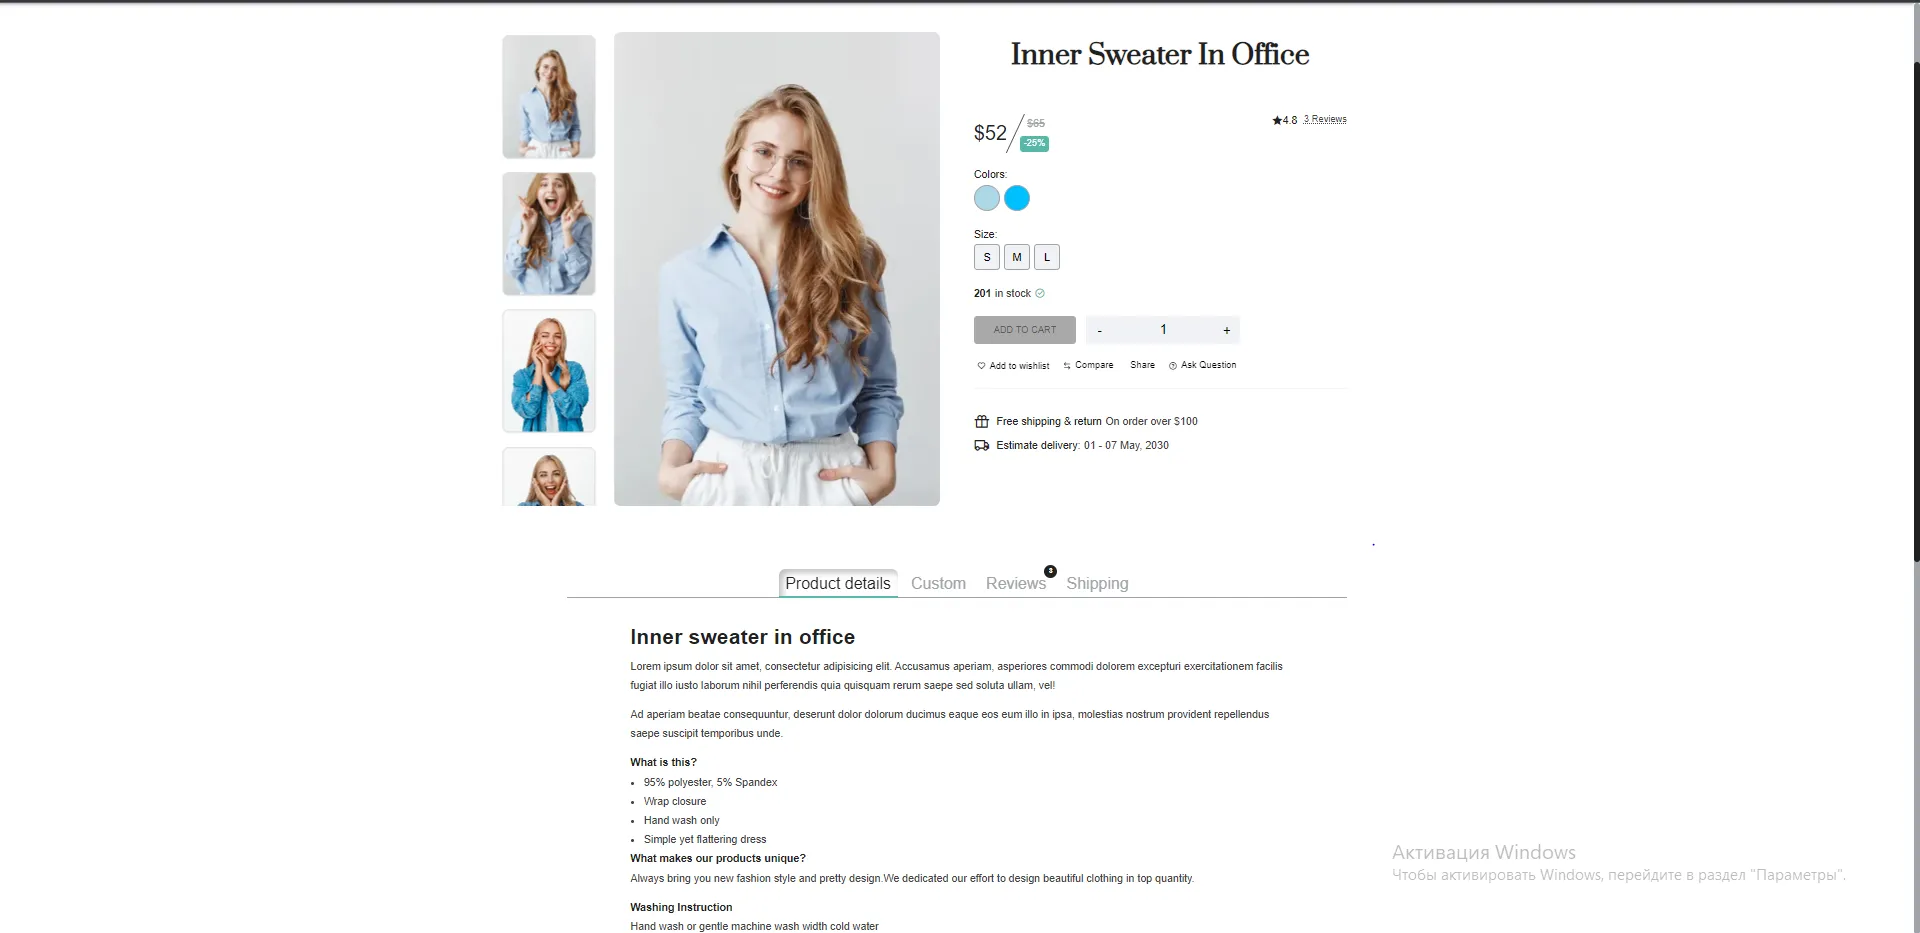 Inner Sweater In Office
$52
$65
-25%
★4.8 3 Reviews
Colors:
Size:
S M L
201 in stock
ADD TO CART - 1 +
Add to wishlist Compare Share Ask Question
Free shipping & return On order over $100
Estimate delivery: 01 - 07 May, 2030
Product details Custom Reviews 3 Shipping
Inner sweater in office
Lorem ipsum dolor sit amet, consectetur adipisicing elit. Accusamus aperiam, asperiores commodi dolorem excepturi exercitationem facilis
fugiat illo iusto laborum nihil perferendis quia quisquam rerum saepe sed soluta ullam, vel!
Ad aperiam beatae consequuntur, deserunt dolor dolorum ducimus eaque eos eum illo in ipsa, molestias nostrum provident repellendus
saepe suscipit temporibus unde.
What is this?
• 95% polyester, 5% Spandex
• Wrap closure
• Hand wash only
• Simple yet flattering dress
What makes our products unique?
Always bring you new fashion style and pretty design.We dedicated our effort to design beautiful clothing in top quantity.
Washing Instruction
Hand wash or gentle machine wash width cold water
Активация Windows
Чтобы активировать Windows, перейдите в раздел "Параметры".